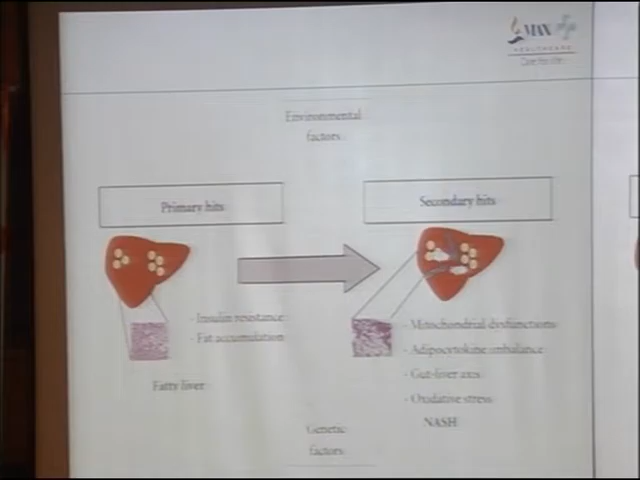 MAX
HEALTHCARE
Environmental
factors
Primary hits
Secondary hits
- Insulin resistance
- Fat accumulation
Fatty liver
- Mitochondrial dysfunctions
- Adipocytokine imbalance
- Gut-liver axis
- Oxidative stress
NASH
Genetic
factors